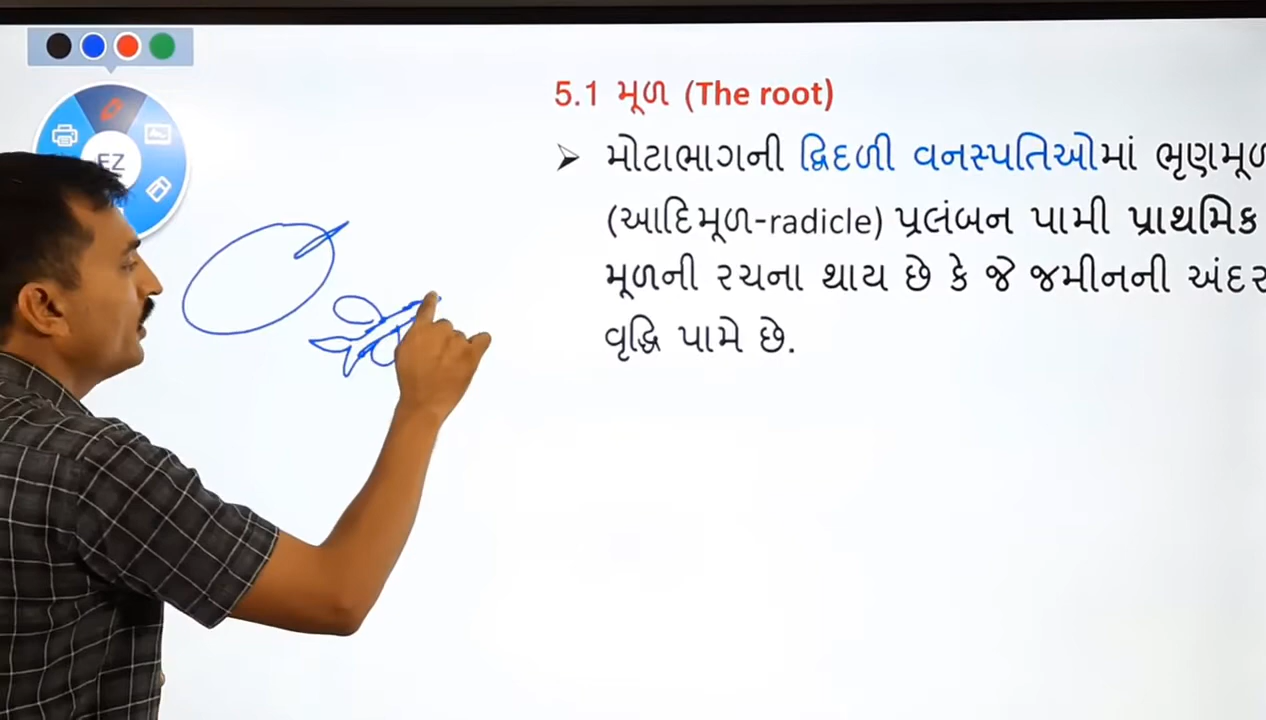 EZ
5.1 મૂળ (The root)
➢ મોટાભાગની દ્વિદળી વનસ્પતિઓમાં ભૃણમૂળ
(આદિમૂળ-radicle) પ્રલંબન પામી પ્રાથમિક
મૂળની રચના થાય છે કે જે જમીનની અંદર
વૃદ્ધિ પામે છે.